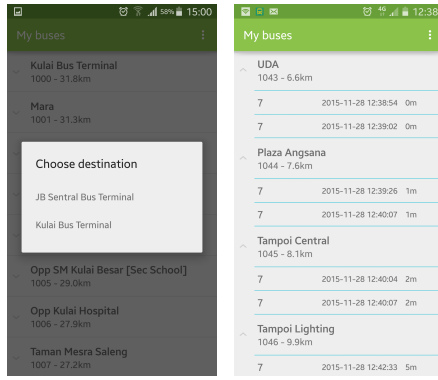 58% 15:00
My buses
Kulai Bus Terminal
1000 - 31.8km
Mara
1001 - 31.3km
Choose destination
JB Sentral Bus Terminal
Kulai Bus Terminal
Opp SM Kulai Besar [Sec School]
1005 - 29.0km
Opp Kulai Hospital
1006 - 27.9km
Taman Mesra Saleng
1007 - 27.2km
4G 12:38
My buses
UDA
1043 - 6.6km
7 2015-11-28 12:38:54 0m
7 2015-11-28 12:39:02 0m
Plaza Angsana
1044 - 7.6km
7 2015-11-28 12:39:26 1m
7 2015-11-28 12:40:07 1m
Tampoi Central
1045 - 8.1km
7 2015-11-28 12:40:04 2m
7 2015-11-28 12:40:07 2m
Tampoi Lighting
1046 - 9.9km
7 2015-11-28 12:42:33 5m